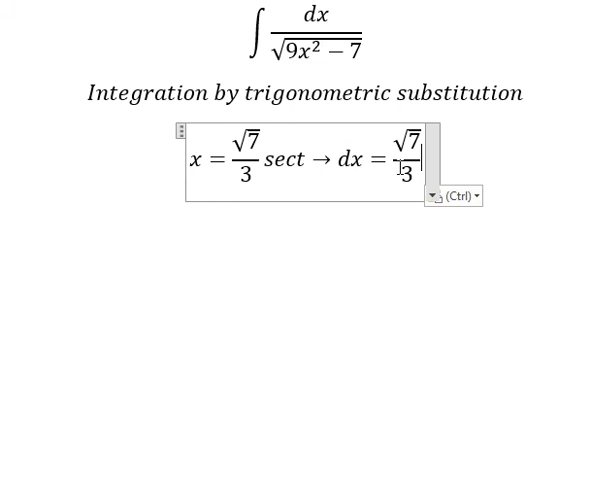 ∫ dx / √(9x² − 7)
Integration by trigonometric substitution
x = √7/3 sect → dx = √7/3
(Ctrl)